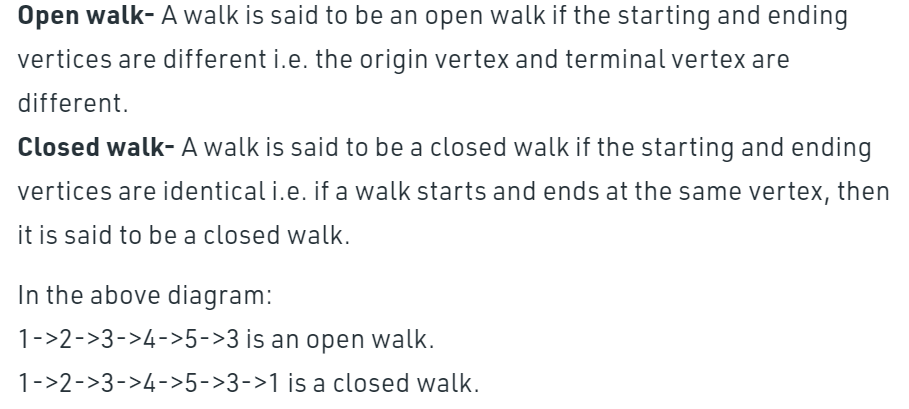 Open walk- A walk is said to be an open walk if the starting and ending
vertices are different i.e. the origin vertex and terminal vertex are
different.
Closed walk- A walk is said to be a closed walk if the starting and ending
vertices are identical i.e. if a walk starts and ends at the same vertex, then
it is said to be a closed walk.
In the above diagram:
1->2->3->4->5->3 is an open walk.
1->2->3->4->5->3->1 is a closed walk.